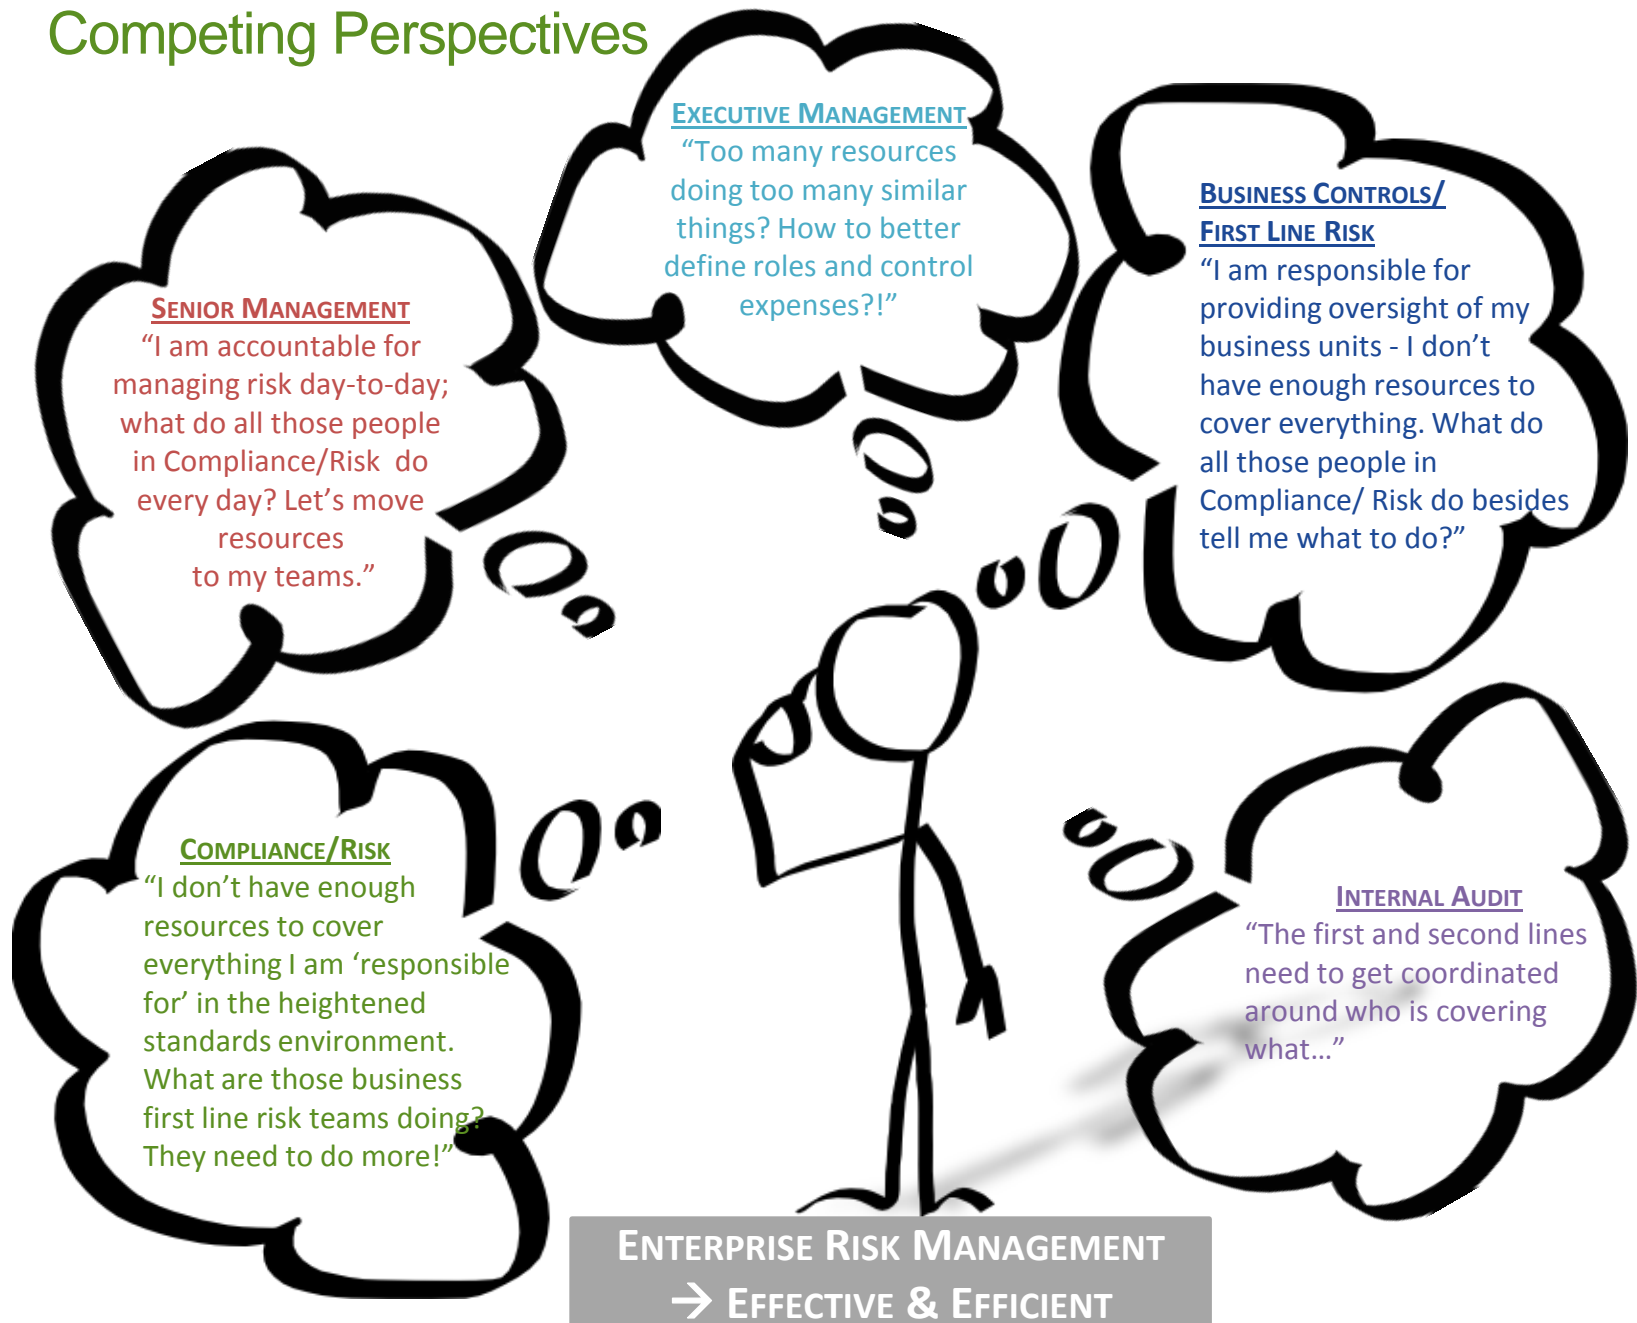 Competing Perspectives
EXECUTIVE MANAGEMENT
“Too many resources
doing too many similar
things? How to better
define roles and control
expenses?!”
BUSINESS CONTROLS/
FIRST LINE RISK
“I am responsible for
providing oversight of my
business units - I don’t
have enough resources to
cover everything. What do
all those people in
Compliance/ Risk do besides
tell me what to do?”
SENIOR MANAGEMENT
“I am accountable for
managing risk day-to-day;
what do all those people
in Compliance/Risk  do
every day? Let’s move
resources
to my teams.”
COMPLIANCE/RISK
“I don’t have enough
resources to cover
everything I am ‘responsible
for’ in the heightened
standards environment.
What are those business
first line risk teams doing?
They need to do more!”
INTERNAL AUDIT
“The first and second lines
need to get coordinated
around who is covering
what…”
ENTERPRISE RISK MANAGEMENT
→ EFFECTIVE & EFFICIENT